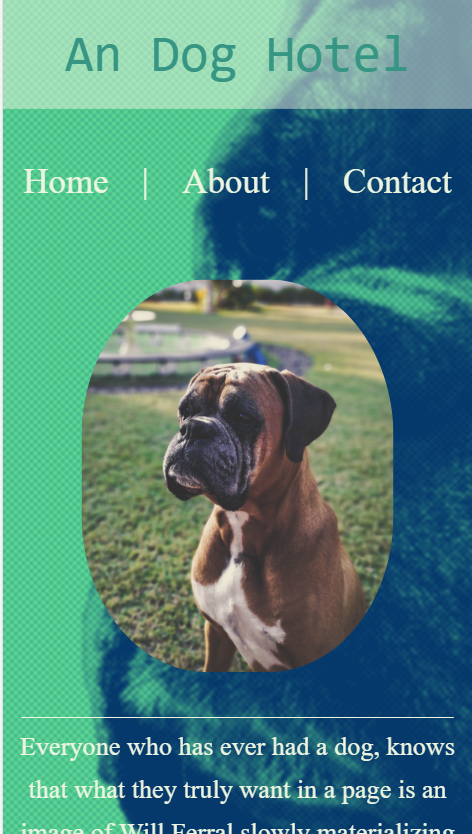 An Dog Hotel
Home | About | Contact
Everyone who has ever had a dog, knows
that what they truly want in a page is an
image of Will Ferral slowly materializing